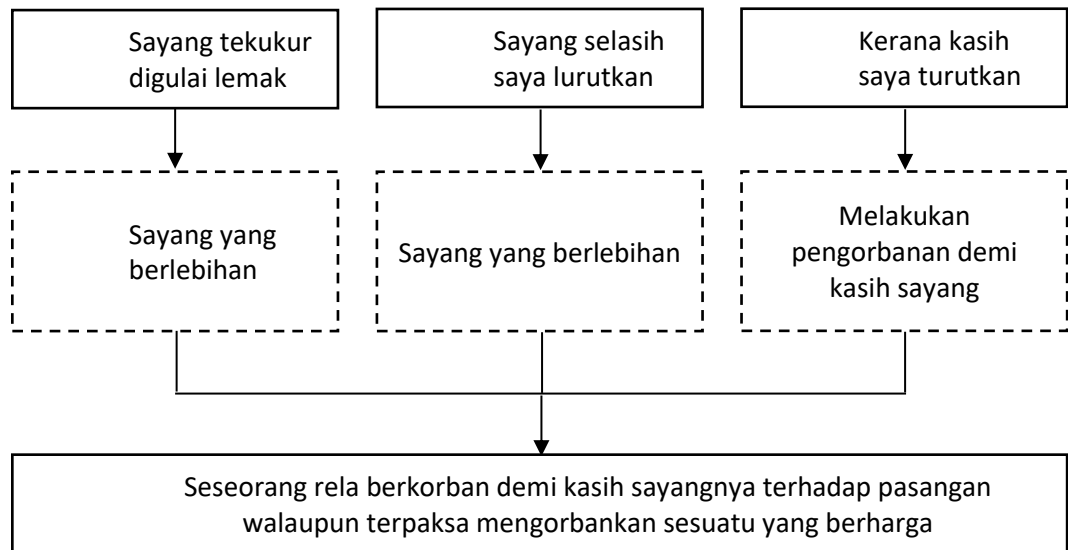 Sayang tekukur
digulai lemak
Sayang selasih
saya lurutkan
Kerana kasih
saya turutkan
Sayang yang
berlebihan
Sayang yang berlebihan
Melakukan
pengorbanan demi
kasih sayang
Seseorang rela berkorban demi kasih sayangnya terhadap pasangan
walaupun terpaksa mengorbankan sesuatu yang berharga